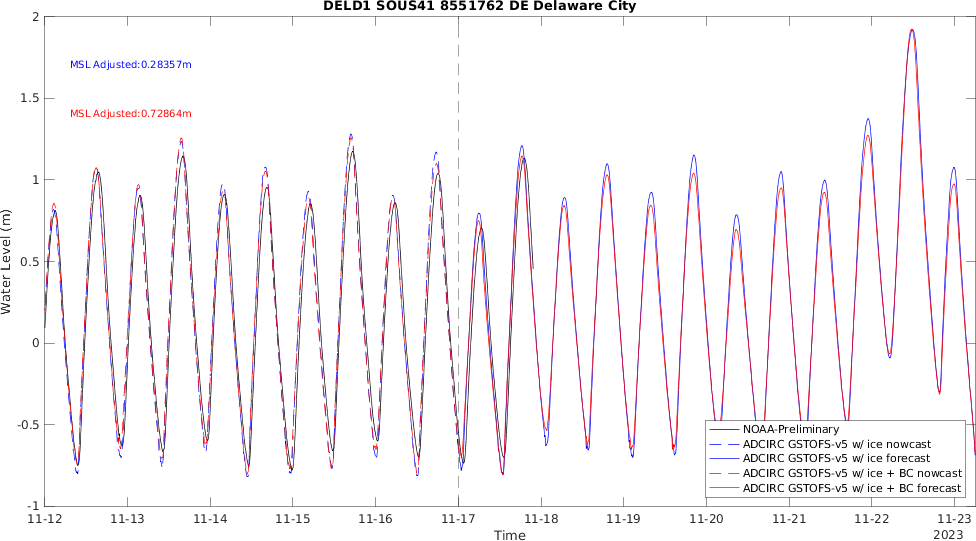 DELD1 SOUS41 8551762 DE Delaware City
2
MSL Adjusted:0.28357m
1.5
MSL Adjusted:0.72864m
1
Water Level (m)
0.5
0
-0.5
-1
NOAA-Preliminary
ADCIRC GSTOFS-v5 w/ ice nowcast
ADCIRC GSTOFS-v5 w/ ice forecast
ADCIRC GSTOFS-v5 w/ ice + BC nowcast
ADCIRC GSTOFS-v5 w/ ice + BC forecast
11-12 11-13 11-14 11-15 11-16 11-17 11-18 11-19 11-20 11-21 11-22 11-23
Time
2023